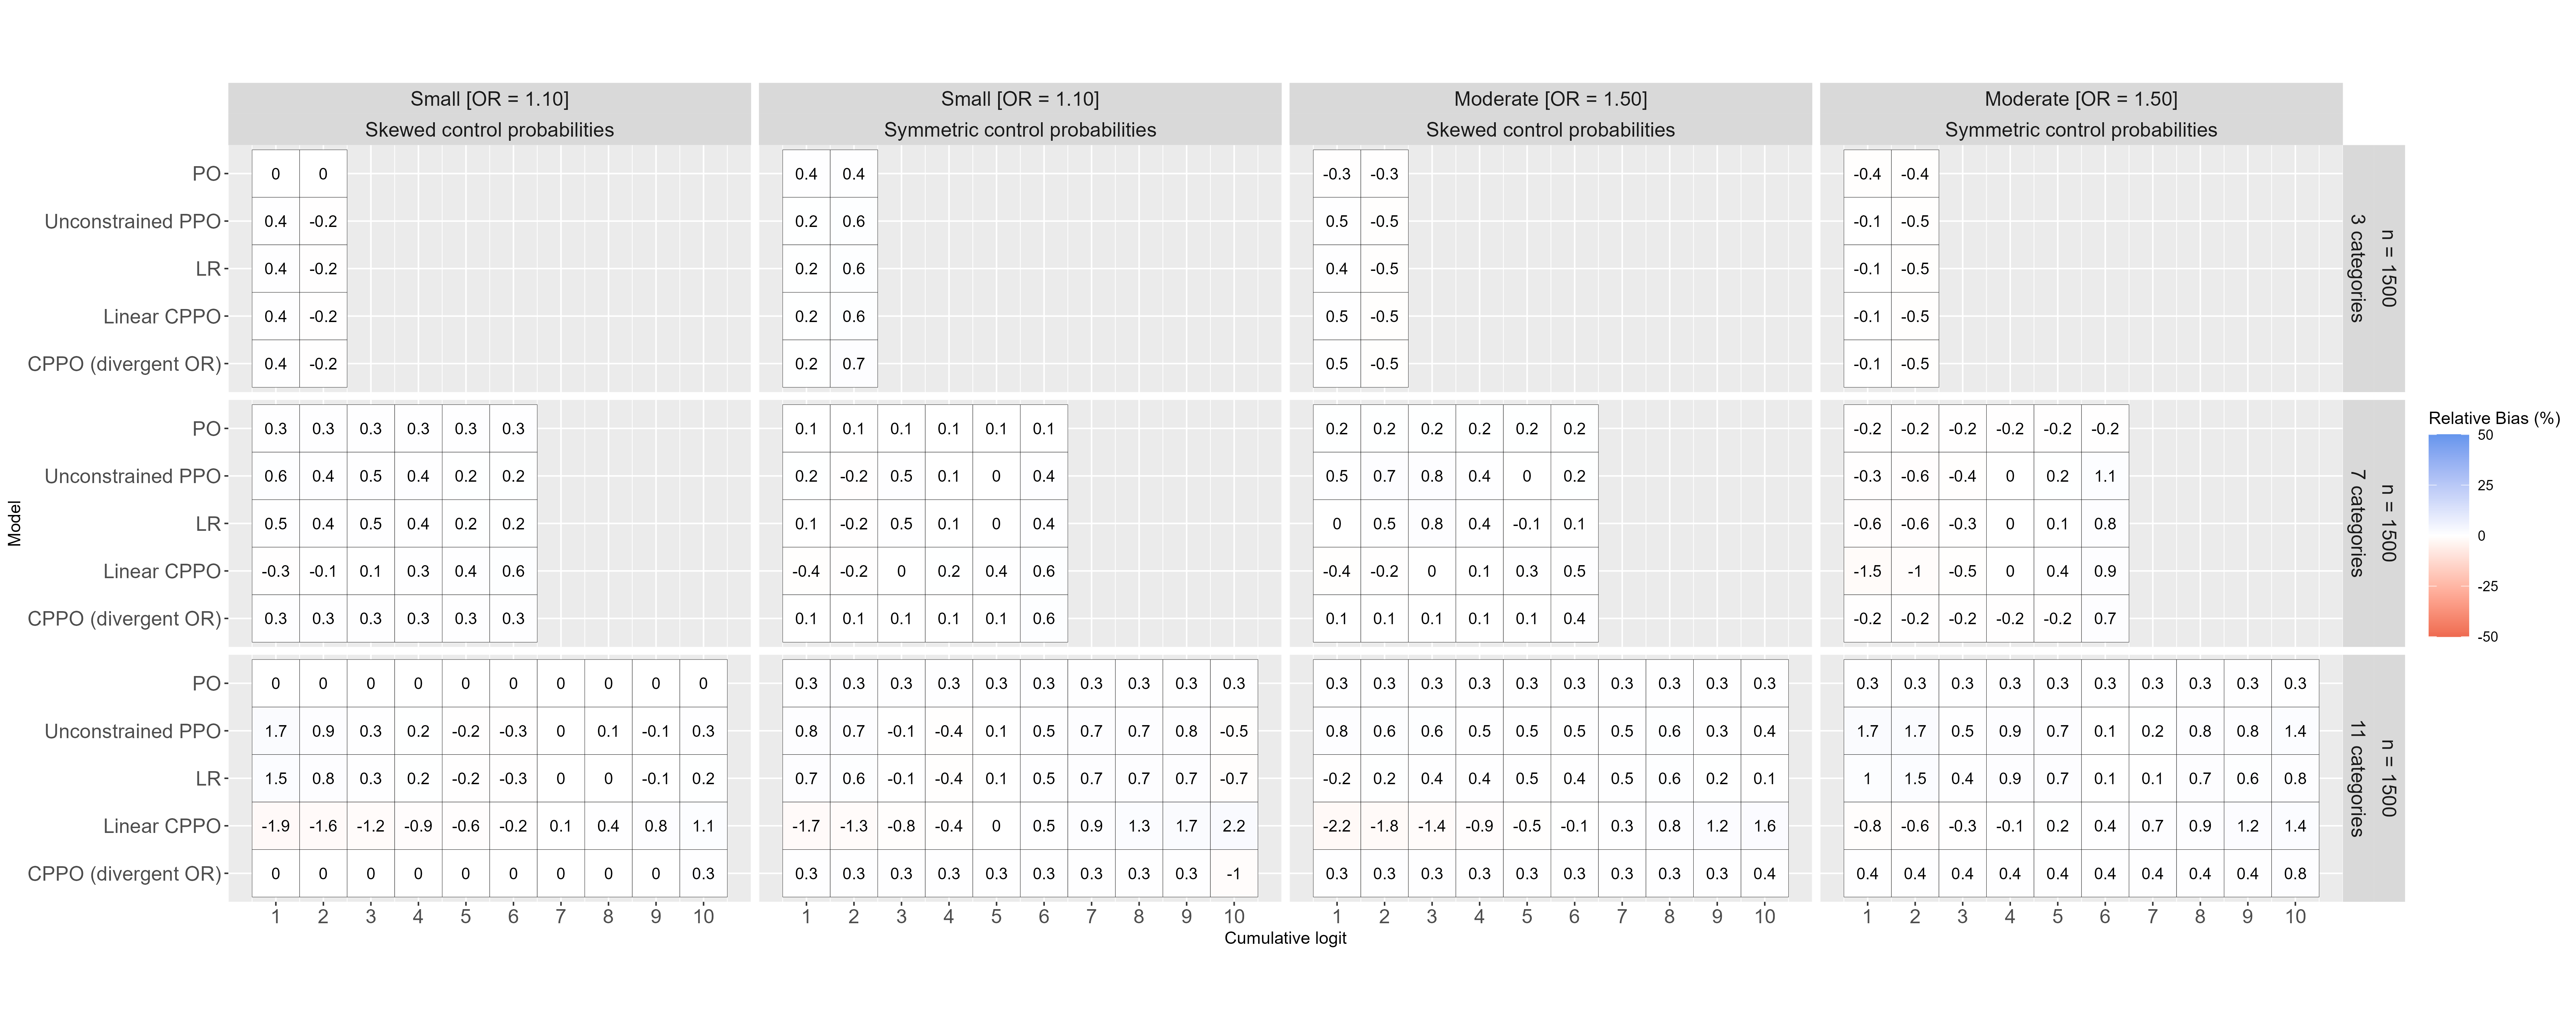 Small [OR = 1.10] Small [OR = 1.10] Moderate [OR = 1.50] Moderate [OR = 1.50]
Skewed control probabilities Symmetric control probabilities Skewed control probabilities Symmetric control probabilities
PO 0 0 0.4 0.4 -0.3 -0.3 -0.4 -0.4
Unconstrained PPO 0.4 -0.2 0.2 0.6 0.5 -0.5 -0.1 -0.5
LR 0.4 -0.2 0.2 0.6 0.4 -0.5 -0.1 -0.5
Linear CPPO 0.4 -0.2 0.2 0.6 0.5 -0.5 -0.1 -0.5
CPPO (divergent OR) 0.4 -0.2 0.2 0.7 0.5 -0.5 -0.1 -0.5
n = 1500
3 categories
PO 0.3 0.3 0.3 0.3 0.3 0.3 0.1 0.1 0.1 0.1 0.1 0.1 0.2 0.2 0.2 0.2 0.2 0.2 -0.2 -0.2 -0.2 -0.2 -0.2 -0.2
Unconstrained PPO 0.6 0.4 0.5 0.4 0.2 0.2 0.2 -0.2 0.5 0.1 0 0.4 0.5 0.7 0.8 0.4 0 0.2 -0.3 -0.6 -0.4 0 0.2 1.1
LR 0.5 0.4 0.5 0.4 0.2 0.2 0.1 -0.2 0.5 0.1 0 0.4 0 0.5 0.8 0.4 -0.1 0.1 -0.6 -0.6 -0.3 0 0.1 0.8
Linear CPPO -0.3 -0.1 0.1 0.3 0.4 0.6 -0.4 -0.2 0 0.2 0.4 0.6 -0.4 -0.2 0 0.1 0.3 0.5 -1.5 -1 -0.5 0 0.4 0.9
CPPO (divergent OR) 0.3 0.3 0.3 0.3 0.3 0.3 0.1 0.1 0.1 0.1 0.1 0.6 0.1 0.1 0.1 0.1 0.1 0.4 -0.2 -0.2 -0.2 -0.2 -0.2 0.7
n = 1500
7 categories
PO 0 0 0 0 0 0 0 0 0 0 0.3 0.3 0.3 0.3 0.3 0.3 0.3 0.3 0.3 0.3 0.3 0.3 0.3 0.3 0.3 0.3 0.3 0.3 0.3 0.3 0.3 0.3 0.3 0.3 0.3 0.3 0.3 0.3 0.3 0.3
Unconstrained PPO 1.7 0.9 0.3 0.2 -0.2 -0.3 0 0.1 -0.1 0.3 0.8 0.7 -0.1 -0.4 0.1 0.5 0.7 0.7 0.8 -0.5 0.8 0.6 0.6 0.5 0.5 0.5 0.5 0.6 0.3 0.4 1.7 1.7 0.5 0.9 0.7 0.1 0.2 0.8 0.8 1.4
LR 1.5 0.8 0.3 0.2 -0.2 -0.3 0 0 -0.1 0.2 0.7 0.6 -0.1 -0.4 0.1 0.5 0.7 0.7 0.7 -0.7 -0.2 0.2 0.4 0.4 0.5 0.4 0.5 0.6 0.2 0.1 1 1.5 0.4 0.9 0.7 0.1 0.1 0.7 0.6 0.8
Linear CPPO -1.9 -1.6 -1.2 -0.9 -0.6 -0.2 0.1 0.4 0.8 1.1 -1.7 -1.3 -0.8 -0.4 0 0.5 0.9 1.3 1.7 2.2 -2.2 -1.8 -1.4 -0.9 -0.5 -0.1 0.3 0.8 1.2 1.6 -0.8 -0.6 -0.3 -0.1 0.2 0.4 0.7 0.9 1.2 1.4
CPPO (divergent OR) 0 0 0 0 0 0 0 0 0 0.3 0.3 0.3 0.3 0.3 0.3 0.3 0.3 0.3 0.3 -1 0.3 0.3 0.3 0.3 0.3 0.3 0.3 0.3 0.3 0.4 0.4 0.4 0.4 0.4 0.4 0.4 0.4 0.4 0.4 0.8
n = 1500
11 categories
1 2 3 4 5 6 7 8 9 10 1 2 3 4 5 6 7 8 9 10 1 2 3 4 5 6 7 8 9 10 1 2 3 4 5 6 7 8 9 10
Cumulative logit
Model
Relative Bias (%)
50
25
0
-25
-50